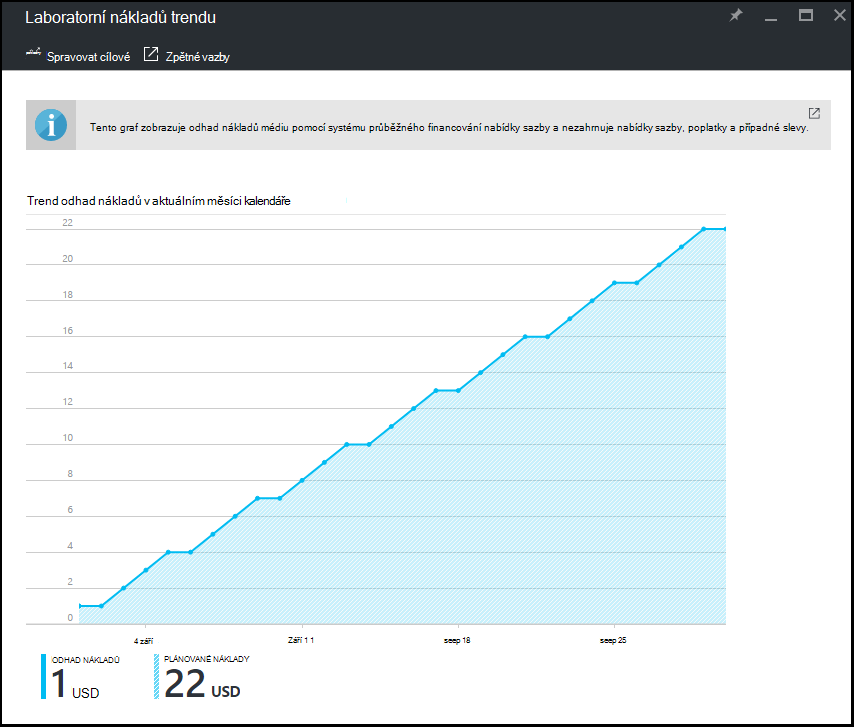 Laboratorní nákladů trendu
Spravovat cílové Zpětné vazby
i
Tento graf zobrazuje odhad nákladů médiu pomocí systému průběžného financování nabídky sazby a nezahrnuje nabídky sazby, poplatky a případné slevy.
Trend odhad nákladů v aktuálním měsíci kalendáře
22
20
18
16
14
12
10
8
6
4
2
0
4 září Září 1 1 seep 18 seep 25
ODHAD NÁKLADŮ PLÁNOVANÉ NÁKLADY
1 USD 22 USD